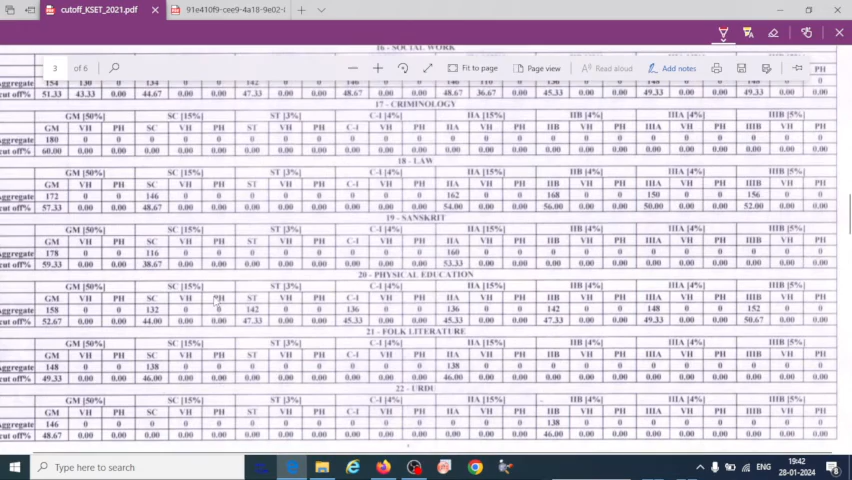 cutoff_KSET_2021.pdf 91e410f9-cee9-4a18-9e02-l
16 - SOCIAL WORK
3 of 6 Fit to page Page view Read aloud Add notes
PH
Aggregate 154 130 0 134 0 142 0 0 146 0 148 110 0 136 0 0 148 0 0 148 0 0
cut off% 51.33 43.33 0.00 44.67 0.00 0.00 47.33 0.00 0.00 48.67 0.00 0.00 48.67 36.67 0.00 45.33 0.00 0.00 49.33 0.00 0.00 49.33 0.00 0.00
17 - CRIMINOLOGY
GM [50%] SC [15%] ST [3%] C-I [4%] IIA [15%] IIB [4%] IIIA [4%] IIIB [5%]
GM VH PH SC VH PH ST VH PH C-I VH PH IIA VH PH IIB VH PH IIIA VH PH IIIB VH PH
Aggregate 180 0 0 0 0 0 0 0 0 0 0 0 0 0 0 0 0 0 0 0 0 0 0 0
cut off% 60.00 0.00 0.00 0.00 0.00 0.00 0.00 0.00 0.00 0.00 0.00 0.00 0.00 0.00 0.00 0.00 0.00 0.00 0.00 0.00 0.00 0.00 0.00 0.00
18 - LAW
GM [50%] SC [15%] ST [3%] C-I [4%] IIA [15%] IIB [4%] IIIA [4%] IIIB [5%]
GM VH PH SC VH PH ST VH PH C-I VH PH IIA VH PH IIB VH PH IIIA VH PH IIIB VH PH
Aggregate 172 0 0 146 0 0 0 0 0 0 0 0 162 0 0 168 0 0 150 0 0 156 0 0
cut off% 57.33 0.00 0.00 48.67 0.00 0.00 0.00 0.00 0.00 0.00 0.00 0.00 54.00 0.00 0.00 56.00 0.00 0.00 50.00 0.00 0.00 52.00 0.00 0.00
19 - SANSKRIT
GM [50%] SC [15%] ST [3%] C-I [4%] IIA [15%] IIB [4%] IIIA [4%] IIIB [5%]
GM VH PH SC VH PH ST VH PH C-I VH PH IIA VH PH IIB VH PH IIIA VH PH IIIB VH PH
Aggregate 178 0 0 116 0 0 0 0 0 0 0 0 160 0 0 0 0 0 0 0 0 0 0 0
cut off% 59.33 0.00 0.00 38.67 0.00 0.00 0.00 0.00 0.00 0.00 0.00 0.00 53.33 0.00 0.00 0.00 0.00 0.00 0.00 0.00 0.00 0.00 0.00 0.00
20 - PHYSICAL EDUCATION
GM [50%] SC [15%] ST [3%] C-I [4%] IIA [15%] IIB [4%] IIIA [4%] IIIB [5%]
GM VH PH SC VH PH ST VH PH C-I VH PH IIA VH PH IIB VH PH IIIA VH PH IIIB VH PH
Aggregate 158 0 0 132 0 0 142 0 0 136 0 0 136 0 0 142 0 0 148 0 0 152 0 0
cut off% 52.67 0.00 0.00 44.00 0.00 0.00 47.33 0.00 0.00 45.33 0.00 0.00 45.33 0.00 0.00 47.33 0.00 0.00 49.33 0.00 0.00 50.67 0.00 0.00
21 - FOLK LITERATURE
GM [50%] SC [15%] ST [3%] C-I [4%] IIA [15%] IIB [4%] IIIA [4%] IIIB [5%]
GM VH PH SC VH PH ST VH PH C-I VH PH IIA VH PH IIB VH PH IIIA VH PH IIIB VH PH
Aggregate 148 0 0 138 0 0 0 0 0 0 0 0 138 0 0 0 0 0 0 0 0 0 0 0
cut off% 49.33 0.00 0.00 46.00 0.00 0.00 0.00 0.00 0.00 0.00 0.00 0.00 46.00 0.00 0.00 0.00 0.00 0.00 0.00 0.00 0.00 0.00 0.00 0.00
22 - URDU
GM [50%] SC [15%] ST [3%] C-I [4%] IIA [15%] IIB [4%] IIIA [4%] IIIB [5%]
GM VH PH SC VH PH ST VH PH C-I VH PH IIA VH PH IIB VH PH IIIA VH PH IIIB VH PH
Aggregate 146 0 0 0 0 0 0 0 0 0 0 0 0 0 0 138 0 0 0 0 0 0 0 0
cut off% 48.67 0.00 0.00 0.00 0.00 0.00 0.00 0.00 0.00 0.00 0.00 0.00 0.00 0.00 0.00 46.00 0.00 0.00 0.00 0.00 0.00 0.00 0.00 0.00
Type here to search ENG 19:42
28-01-2024 8